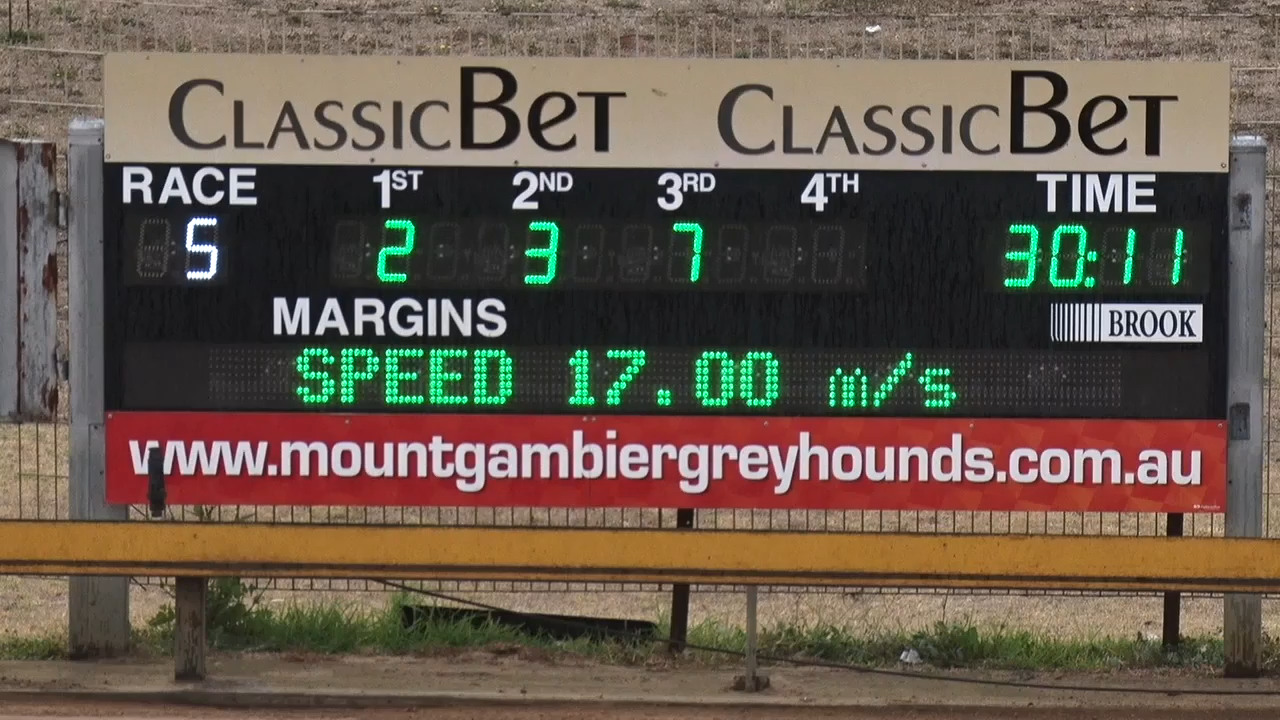 CLASSICBET CLASSICBET
RACE 1ST 2ND 3RD 4TH TIME
5 2 3 7 30:11
MARGINS BROOK
SPEED 17.00 m/s
www.mountgambiergreyhounds.com.au